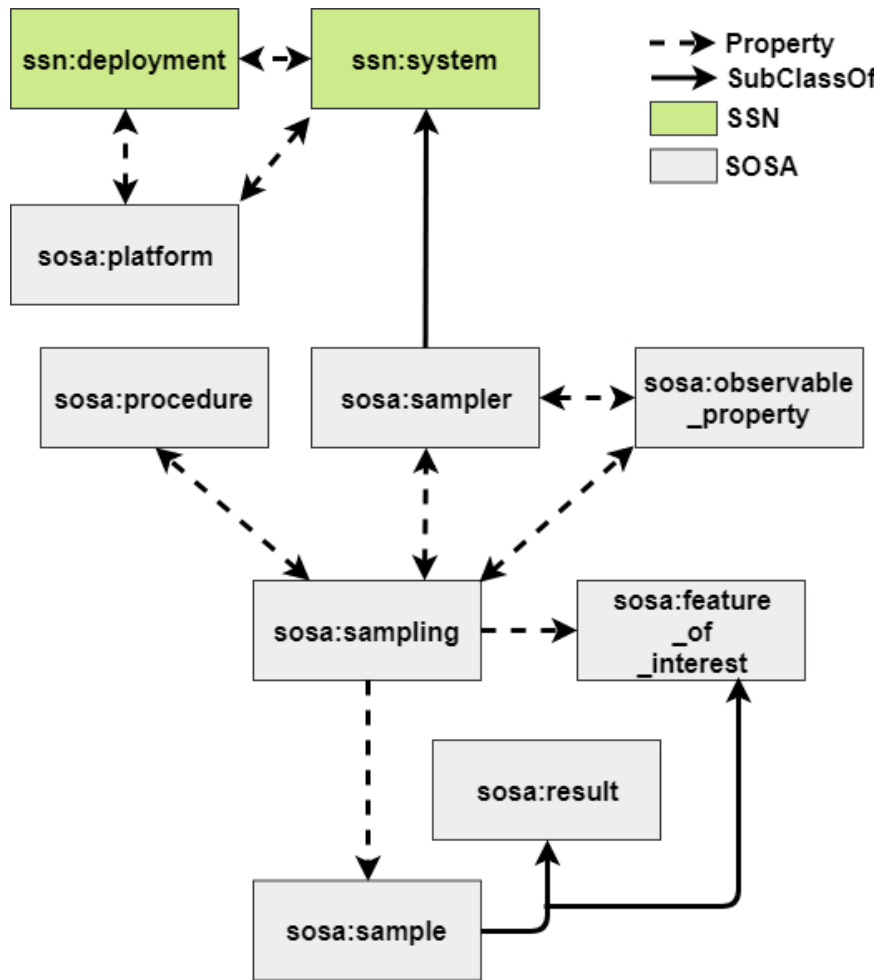 ssn:deployment
ssn:system
Property
SubClassOf
SSN
SOSA
sosa:platform
sosa:procedure
sosa:sampler
sosa:observable
_property
sosa:sampling
sosa:feature
_of
_interest
sosa:result
sosa:sample